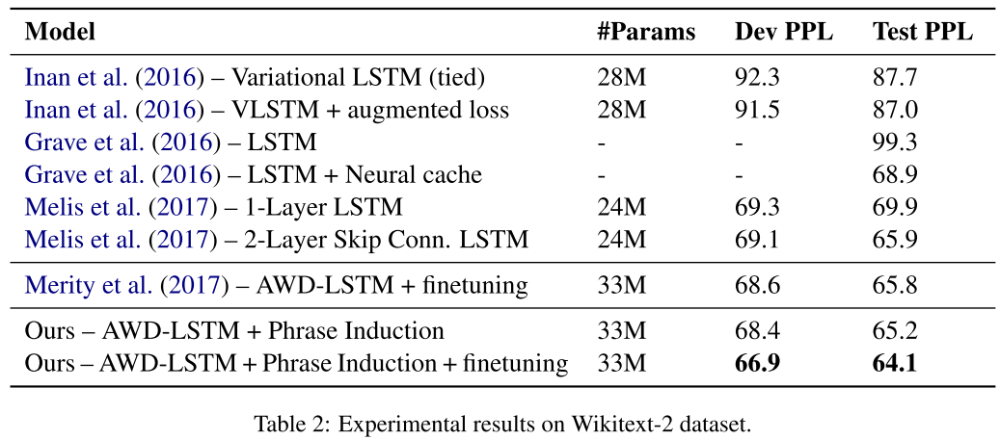 Model #Params Dev PPL Test PPL
Inan et al. (2016) – Variational LSTM (tied) 28M 92.3 87.7
Inan et al. (2016) – VLSTM + augmented loss 28M 91.5 87.0
Grave et al. (2016) – LSTM - - 99.3
Grave et al. (2016) – LSTM + Neural cache - - 68.9
Melis et al. (2017) – 1-Layer LSTM 24M 69.3 69.9
Melis et al. (2017) – 2-Layer Skip Conn. LSTM 24M 69.1 65.9
Merity et al. (2017) – AWD-LSTM + finetuning 33M 68.6 65.8
Ours – AWD-LSTM + Phrase Induction 33M 68.4 65.2
Ours – AWD-LSTM + Phrase Induction + finetuning 33M 66.9 64.1
Table 2: Experimental results on Wikitext-2 dataset.